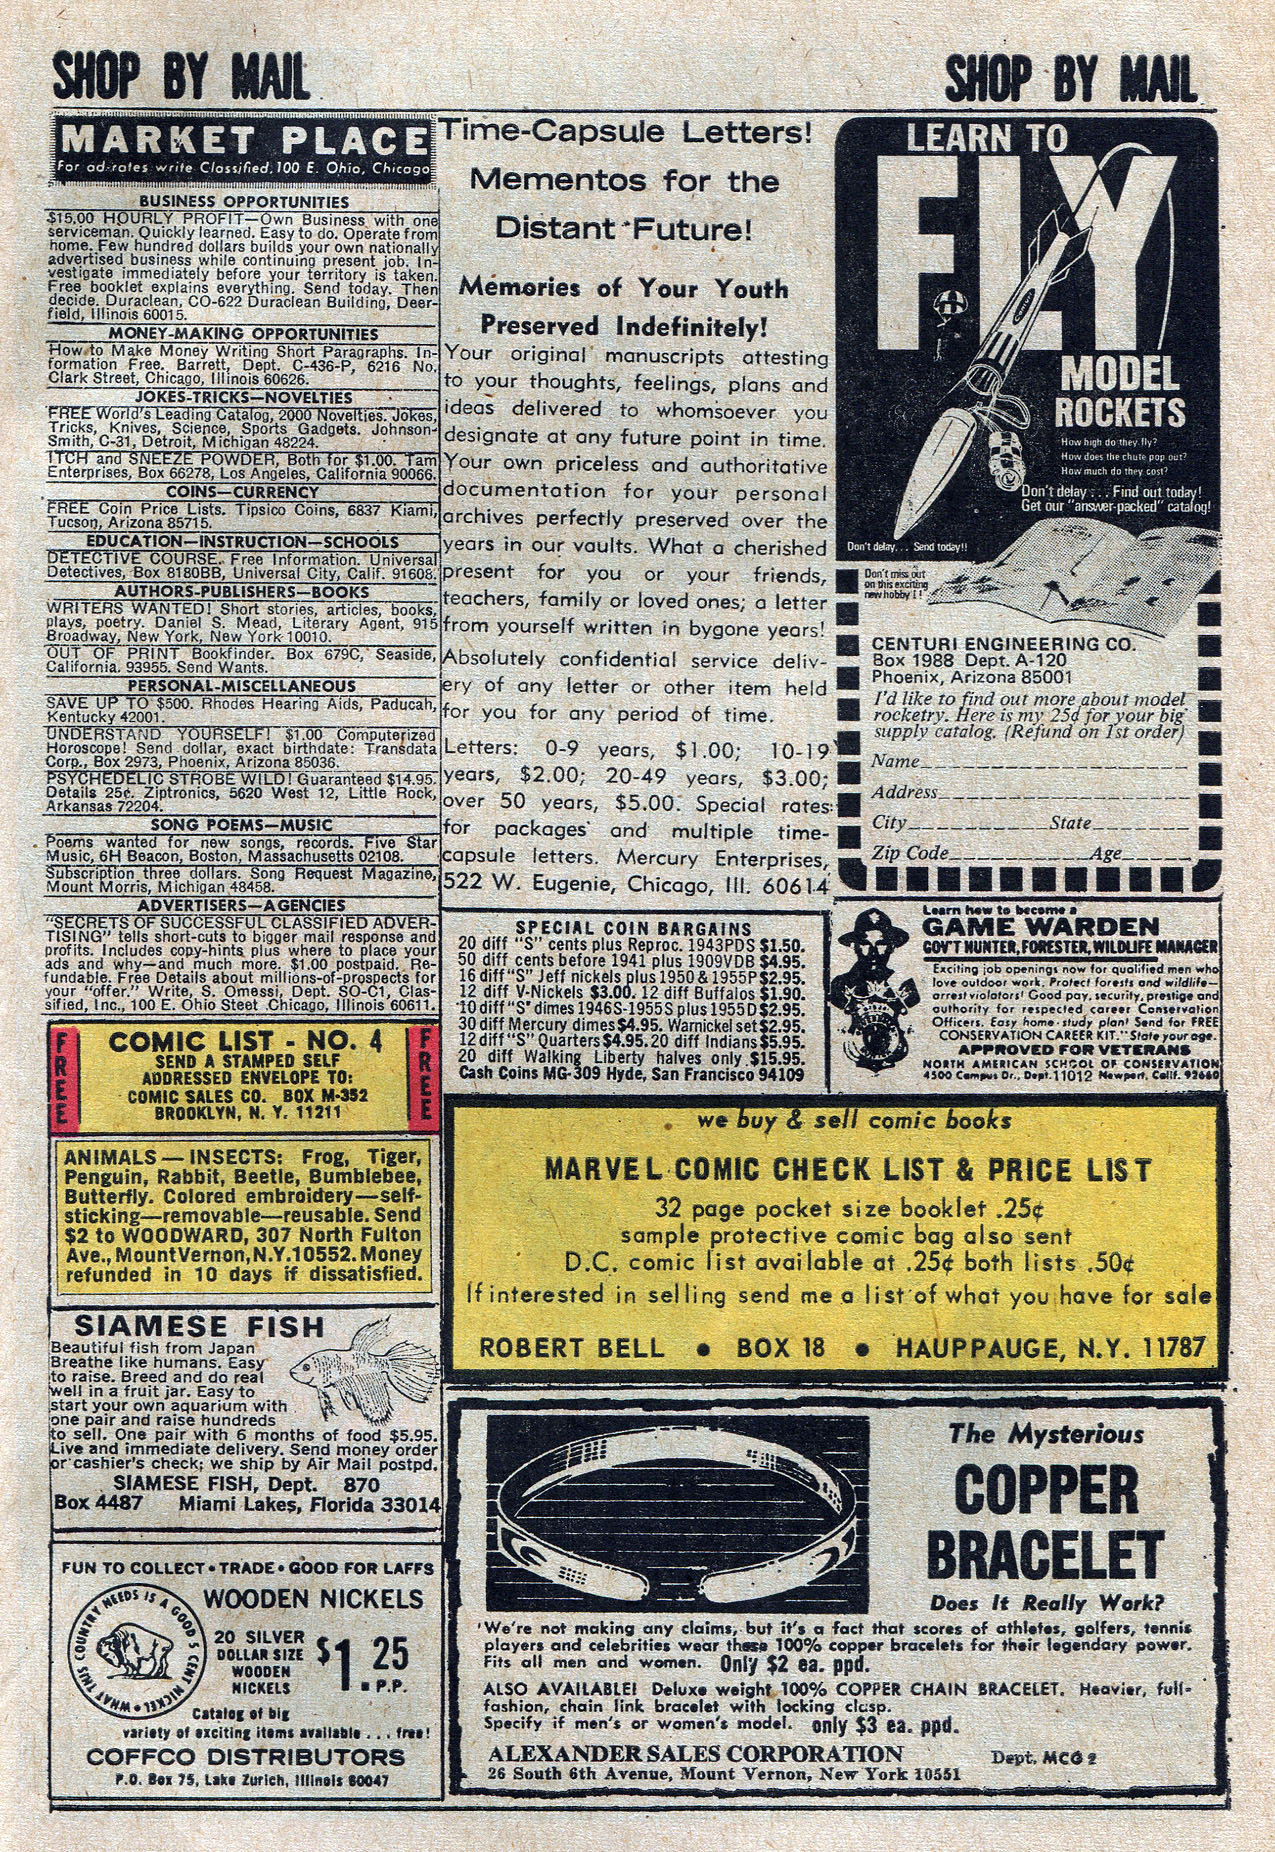 SHOP BY MAIL
SHOP BY MAIL
MARKET PLACE
For ad-rates write Classified, 100 E. Ohio, Chicago
BUSINESS OPPORTUNITIES
$15.00 HOURLY PROFIT—Own Business with one
serviceman. Quickly learned. Easy to do. Operate from
home. Few hundred dollars builds your own nationally
advertised business while continuing present job. In-
vestigate immediately before your territory is taken.
Free booklet explains everything. Send today. Then
decide. Duraclean, CO-622 Duraclean Building, Deer-
field, Illinois 60015.
MONEY-MAKING OPPORTUNITIES
How to Make Money Writing Short Paragraphs. In-
formation Free. Barrett, Dept. C-436-P, 6216 No.
Clark Street, Chicago, Illinois 60626.
JOKES-TRICKS—NOVELTIES
FREE World's Leading Catalog, 2000 Novelties. Jokes,
Tricks, Knives, Science, Sports Gadgets. Johnson-
Smith, C-31, Detroit, Michigan 48224.
ITCH and SNEEZE POWDER, Both for $1.00. Tam
Enterprises, Box 66278, Los Angeles, California 90066.
COINS—CURRENCY
FREE Coin Price Lists. Tipsico Coins, 6837 Kiami,
Tucson, Arizona 85715.
EDUCATION—INSTRUCTION—SCHOOLS
DETECTIVE COURSE. Free Information. Universal
Detectives, Box 8180BB, Universal City, Calif. 91608.
AUTHORS-PUBLISHERS—BOOKS
WRITERS WANTED! Short stories, articles, books,
plays, poetry. Daniel S. Mead, Literary Agent, 915
Broadway, New York, New York 10010.
OUT OF PRINT Bookfinder. Box 679C, Seaside,
California. 93955. Send Wants.
PERSONAL-MISCELLANEOUS
SAVE UP TO $500. Rhodes Hearing Aids, Paducah,
Kentucky 42001.
UNDERSTAND YOURSELF! $1.00 Computerized
Horoscope! Send dollar, exact birthdate: Transdata
Corp., Box 2973, Phoenix, Arizona 85036.
PSYCHEDELIC STROBE WILD! Guaranteed $14.95.
Details 25¢. Ziptronics, 5620 West 12, Little Rock,
Arkansas 72204.
SONG POEMS—MUSIC
Poems wanted for new songs, records. Five Star
Music, 6H Beacon, Boston, Massachusetts 02108.
Subscription three dollars. Song Request Magazine,
Mount Morris, Michigan 48458.
ADVERTISERS—AGENCIES
"SECRETS OF SUCCESSFUL CLASSIFIED ADVER-
TISING" tells short-cuts to bigger mail response and
profits. Includes copy-hints plus where to place your
ads and why—and much more. $1.00 postpaid. Re-
fundable. Free Details about millions-of-prospects for
your "offer." Write, S. Omessi, Dept. SO-C1, Clas-
sified, Inc., 100 E. Ohio Steet Chicago, Illinois 60611.
FREE
COMIC LIST - NO. 4
SEND A STAMPED SELF
ADDRESSED ENVELOPE TO:
COMIC SALES CO. BOX M-352
BROOKLYN, N. Y. 11211
FREE
ANIMALS — INSECTS: Frog, Tiger,
Penguin, Rabbit, Beetle, Bumblebee,
Butterfly. Colored embroidery—self-
sticking—removable—reusable. Send
$2 to WOODWARD, 307 North Fulton
Ave., Mount Vernon, N.Y. 10552. Money
refunded in 10 days if dissatisfied.
SIAMESE FISH
Beautiful fish from Japan
Breathe like humans. Easy
to raise. Breed and do real
well in a fruit jar. Easy to
start your own aquarium with
one pair and raise hundreds
to sell. One pair with 6 months of food $5.95.
Live and immediate delivery. Send money order
or cashier's check; we ship by Air Mail postpd.
SIAMESE FISH, Dept. 870
Box 4487 Miami Lakes, Florida 33014
FUN TO COLLECT • TRADE • GOOD FOR LAFFS
WHAT THIS COUNTRY NEEDS IS A GOOD 5 CENT NICKEL •
WOODEN NICKELS
20 SILVER
DOLLAR SIZE
WOODEN
NICKELS
$1.25
P.P.
Catalog of big
variety of exciting items available . . . free!
COFFCO DISTRIBUTORS
P.O. Box 75, Lake Zurich, Illinois 60047
Time-Capsule Letters!
Mementos for the
Distant Future!
Memories of Your Youth
Preserved Indefinitely!
Your original manuscripts attesting
to your thoughts, feelings, plans and
ideas delivered to whomsoever you
designate at any future point in time.
Your own priceless and authoritative
documentation for your personal
archives perfectly preserved over the
years in our vaults. What a cherished
present for you or your friends,
teachers, family or loved ones; a letter
from yourself written in bygone years!
Absolutely confidential service deliv-
ery of any letter or other item held
for you for any period of time.
Letters: 0-9 years, $1.00; 10-19
years, $2.00; 20-49 years, $3.00;
over 50 years, $5.00. Special rates
for packages and multiple time-
capsule letters. Mercury Enterprises,
522 W. Eugenie, Chicago, Ill. 60614
SPECIAL COIN BARGAINS
20 diff "S" cents plus Reproc. 1943PDS $1.50.
50 diff cents before 1941 plus 1909VDB $4.95.
16 diff "S" Jeff nickels plus 1950 & 1955P $2.95.
12 diff V-Nickels $3.00. 12 diff Buffalos $1.90.
10 diff "S" dimes 1946S-1955S plus 1955D $2.95.
30 diff Mercury dimes $4.95. Warnickel set $2.95.
12 diff "S" Quarters $4.95. 20 diff Indians $5.95.
20 diff Walking Liberty halves only $15.95.
Cash Coins MG-309 Hyde, San Francisco 94109
LEARN TO
FLY
Centuri
MODEL
ROCKETS
How high do they fly?
How does the chute pop out?
How much do they cost?
Don't delay . . . Find out today!
Get our "answer-packed" catalog!
Don't delay... Send today!!
Don't miss out
on this exciting
new hobby!!
CENTURI ENGINEERING CO.
Box 1988 Dept. A-120
Phoenix, Arizona 85001
I'd like to find out more about model
rocketry. Here is my 25¢ for your big
supply catalog. (Refund on 1st order)
Name
Address
City State
Zip Code Age
Learn how to become a
GAME WARDEN
GOV'T HUNTER, FORESTER, WILDLIFE MANAGER
Exciting job openings now for qualified men who
love outdoor work. Protect forests and wildlife—
arrest violators! Good pay, security, prestige and
authority for respected career Conservation
Officers. Easy home-study plan! Send for FREE
CONSERVATION CAREER KIT." State your age.
APPROVED FOR VETERANS
NORTH AMERICAN SCHOOL OF CONSERVATION
4500 Campus Dr., Dept. 11012 Newport, Calif. 92660
we buy & sell comic books
MARVEL COMIC CHECK LIST & PRICE LIST
32 page pocket size booklet .25¢
sample protective comic bag also sent
D.C. comic list available at .25¢ both lists .50¢
If interested in selling send me a list of what you have for sale
ROBERT BELL • BOX 18 • HAUPPAUGE, N.Y. 11787
The Mysterious
COPPER
BRACELET
Does It Really Work?
'We're not making any claims, but it's a fact that scores of athletes, golfers, tennis
players and celebrities wear these 100% copper bracelets for their legendary power.
Fits all men and women. Only $2 ea. ppd.
ALSO AVAILABLE! Deluxe weight 100% COPPER CHAIN BRACELET. Heavier, full-
fashion, chain link bracelet with locking clasp.
Specify if men's or women's model. only $3 ea. ppd.
ALEXANDER SALES CORPORATION Dept. MCG 2
26 South 6th Avenue, Mount Vernon, New York 10551